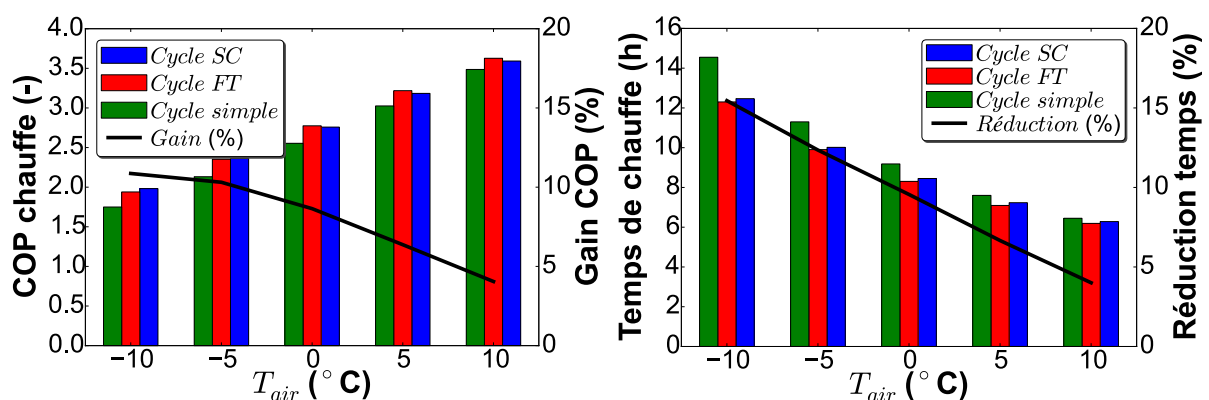 COP chauffe (-)
4.0
3.5
3.0
2.5
2.0
1.5
1.0
0.5
0.0
Cycle SC
Cycle FT
Cycle simple
Gain (%)
20
15
10
5
0
Gain COP (%)
−10 −5 0 5 10
T_air (°C)
Temps de chauffe (h)
16
14
12
10
8
6
4
2
0
Cycle SC
Cycle FT
Cycle simple
Réduction (%)
20
15
10
5
0
Réduction temps (%)
−10 −5 0 5 10
T_air (°C)